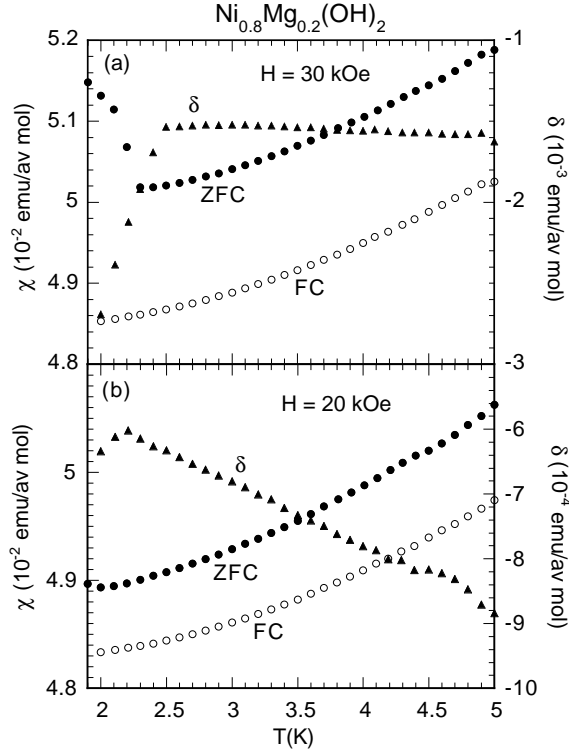 Ni0.8Mg0.2(OH)2
(a)
H = 30 kOe
δ
ZFC
FC
5.2
5.1
5
4.9
4.8
χ (10-2 emu/av mol)
-1
-2
-3
δ (10-3 emu/av mol)
(b)
H = 20 kOe
δ
ZFC
FC
5
4.9
4.8
χ (10-2 emu/av mol)
-6
-7
-8
-9
-10
δ (10-4 emu/av mol)
2 2.5 3 3.5 4 4.5 5
T(K)